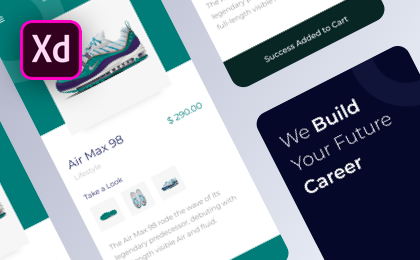 Xd
$ 290.00
Air Max 98
Lifestyle
Take a Look
The Air Max 98 rode the wave of its
legendary predecessor, debuting with
length visible Air and fluid.
The
legendary
full-length visible
Success Added to Cart
We Build
Your Future
Career